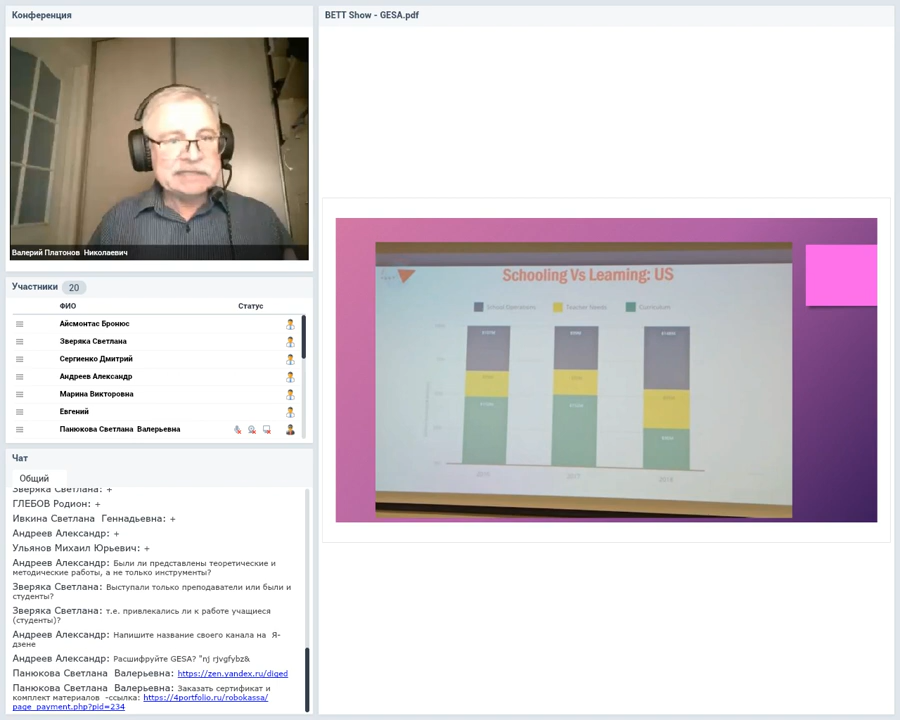 Конференция
Валерий Платонов Николаевич
Участники 20
ФИО Статус
Айсмонтас Бронюс
Зверяка Светлана
Сергиенко Дмитрий
Андреев Александр
Марина Викторовна
Евгений
Панюкова Светлана Валерьевна
Чат
Общий
Зверяка Светлана: +
ГЛЕБОВ Родион: +
Ивкина Светлана Геннадьевна: +
Андреев Александр: +
Ульянов Михаил Юрьевич: +
Андреев Александр: Были ли представлены теоретические и
методические работы, а не только инструменты?
Зверяка Светлана: Выступали только преподаватели или были и
студенты?
Зверяка Светлана: т.е. привлекались ли к работе учащиеся
(студенты)?
Андреев Александр: Напишите название своего канала на Я-
дзене
Андреев Александр: Расшифруйте GESA? "nj rjvgfybz&
Панюкова Светлана Валерьевна: https://zen.yandex.ru/diged
Панюкова Светлана Валерьевна: Заказать сертификат и
комплект материалов -ссылка: https://4portfolio.ru/robokassa/
page_payment.php?pid=234
BETT Show - GESA.pdf
Schooling Vs Learning: US
School Operations Teacher Needs Curriculum